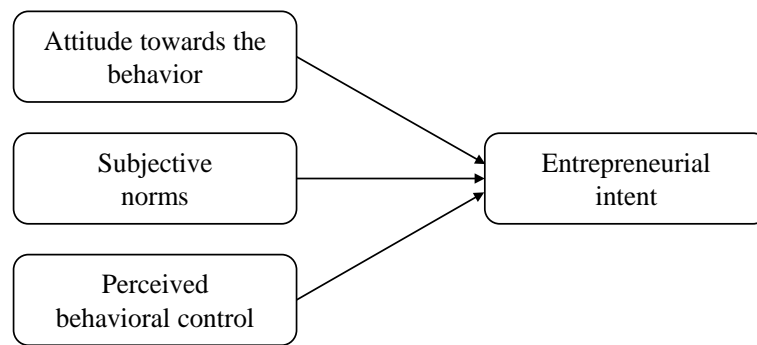 Attitude towards the
behavior
Subjective
norms
Perceived
behavioral control
Entrepreneurial
intent